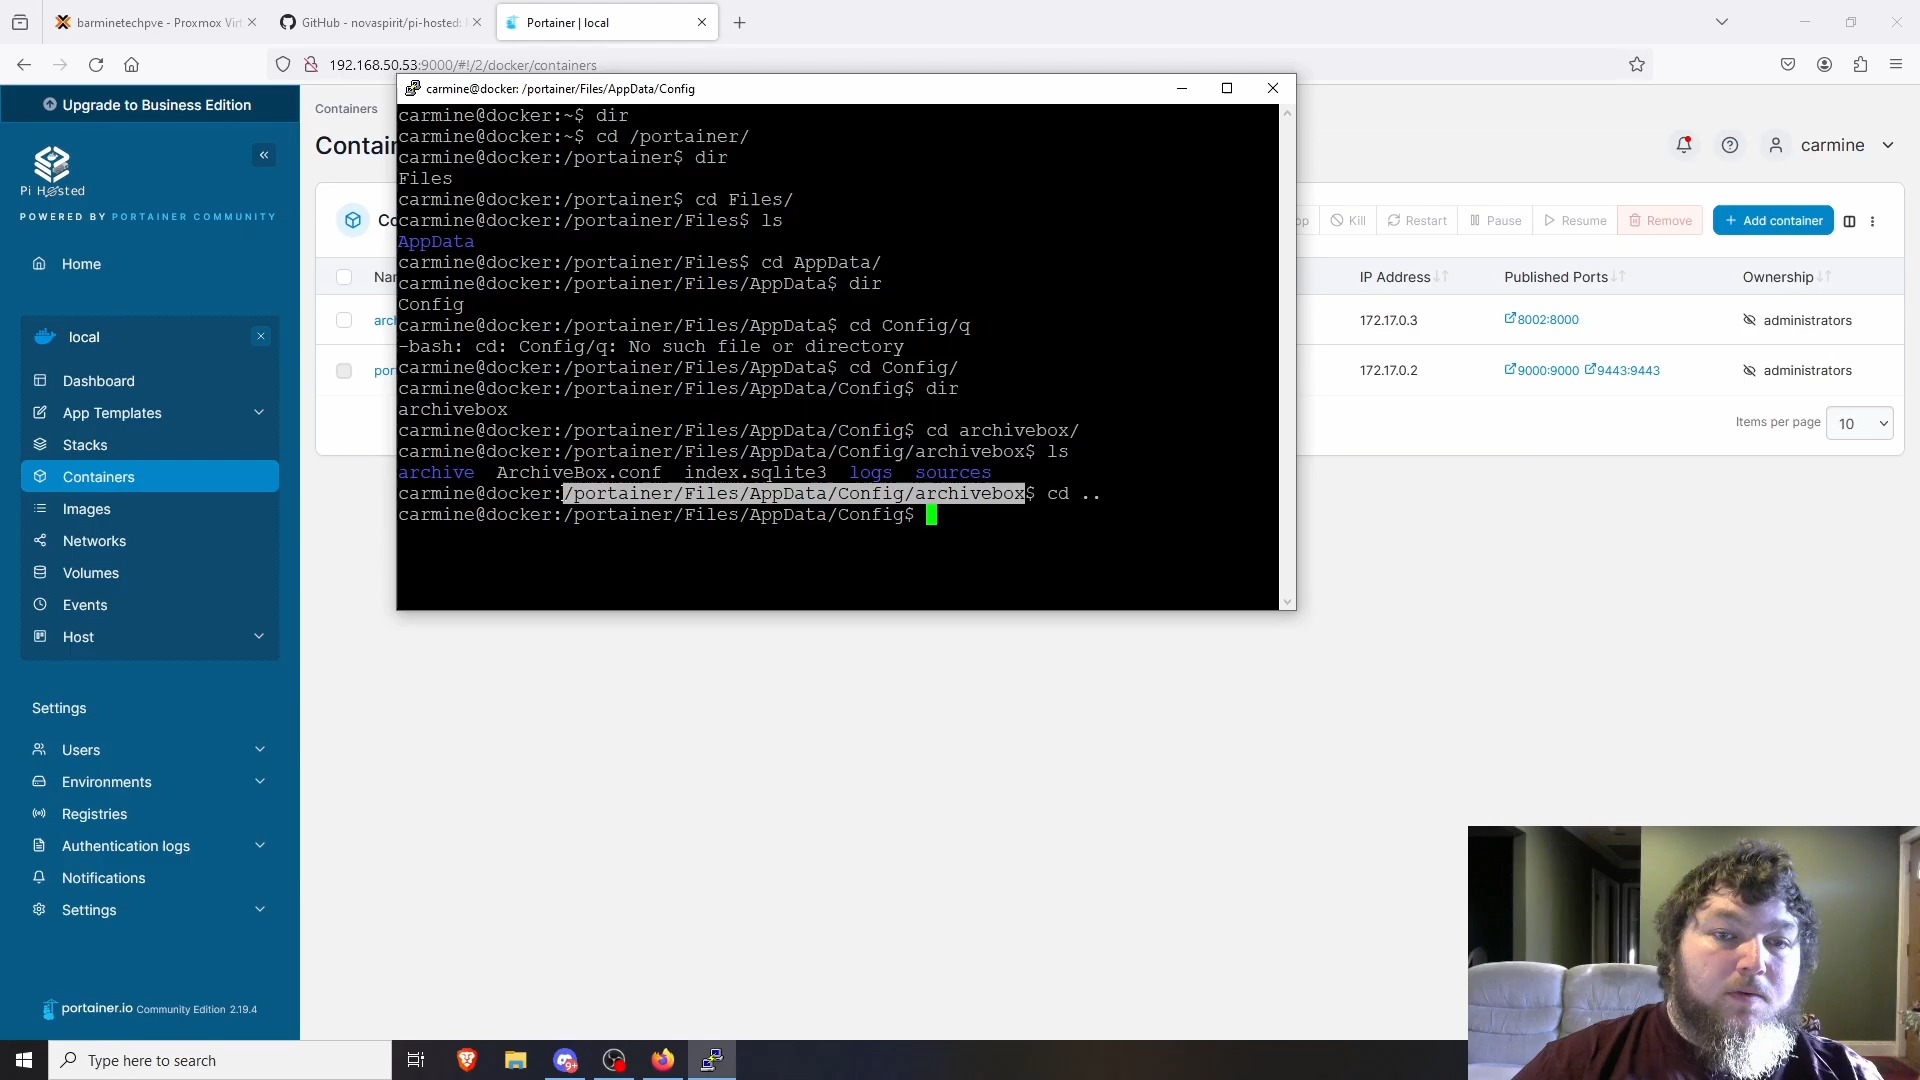 barminetechpve - Proxmox Virt
GitHub - novaspirit/pi-hosted:
Portainer | local
192.168.50.53:9000/#!/2/docker/containers
Upgrade to Business Edition
Pi Hosted
POWERED BY PORTAINER COMMUNITY
Home
local
Dashboard
App Templates
Stacks
Containers
Images
Networks
Volumes
Events
Host
Settings
Users
Environments
Registries
Authentication logs
Notifications
Settings
portainer.io Community Edition 2.19.4
Containers
Contai
carmine
Co
op
Kill
Restart
Pause
Resume
Remove
Add container
Nar
IP Address
Published Ports
Ownership
arch
172.17.0.3
8002:8000
administrators
por
172.17.0.2
9000:9000 9443:9443
administrators
Items per page 10
carmine@docker: /portainer/Files/AppData/Config
carmine@docker:~$ dir
carmine@docker:~$ cd /portainer/
carmine@docker:/portainer$ dir
Files
carmine@docker:/portainer$ cd Files/
carmine@docker:/portainer/Files$ ls
AppData
carmine@docker:/portainer/Files$ cd AppData/
carmine@docker:/portainer/Files/AppData$ dir
Config
carmine@docker:/portainer/Files/AppData$ cd Config/q
-bash: cd: Config/q: No such file or directory
carmine@docker:/portainer/Files/AppData$ cd Config/
carmine@docker:/portainer/Files/AppData/Config$ dir
archivebox
carmine@docker:/portainer/Files/AppData/Config$ cd archivebox/
carmine@docker:/portainer/Files/AppData/Config/archivebox$ ls
archive ArchiveBox.conf index.sqlite3 logs sources
carmine@docker:/portainer/Files/AppData/Config/archivebox$ cd ..
carmine@docker:/portainer/Files/AppData/Config$
Type here to search